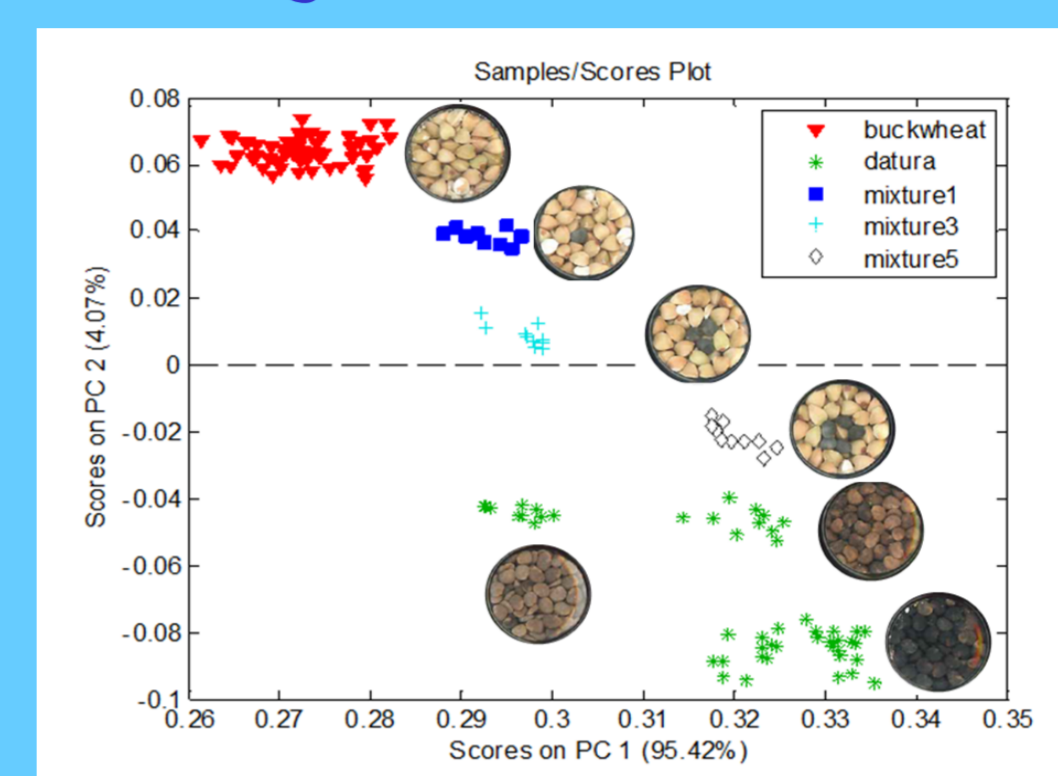 Samples/Scores Plot
0.08
0.06
0.04
0.02
0
-0.02
-0.04
-0.06
-0.08
-0.1
Scores on PC 2 (4.07%)
buckwheat
datura
mixture1
mixture3
mixture5
0.26 0.27 0.28 0.29 0.3 0.31 0.32 0.33 0.34 0.35
Scores on PC 1 (95.42%)